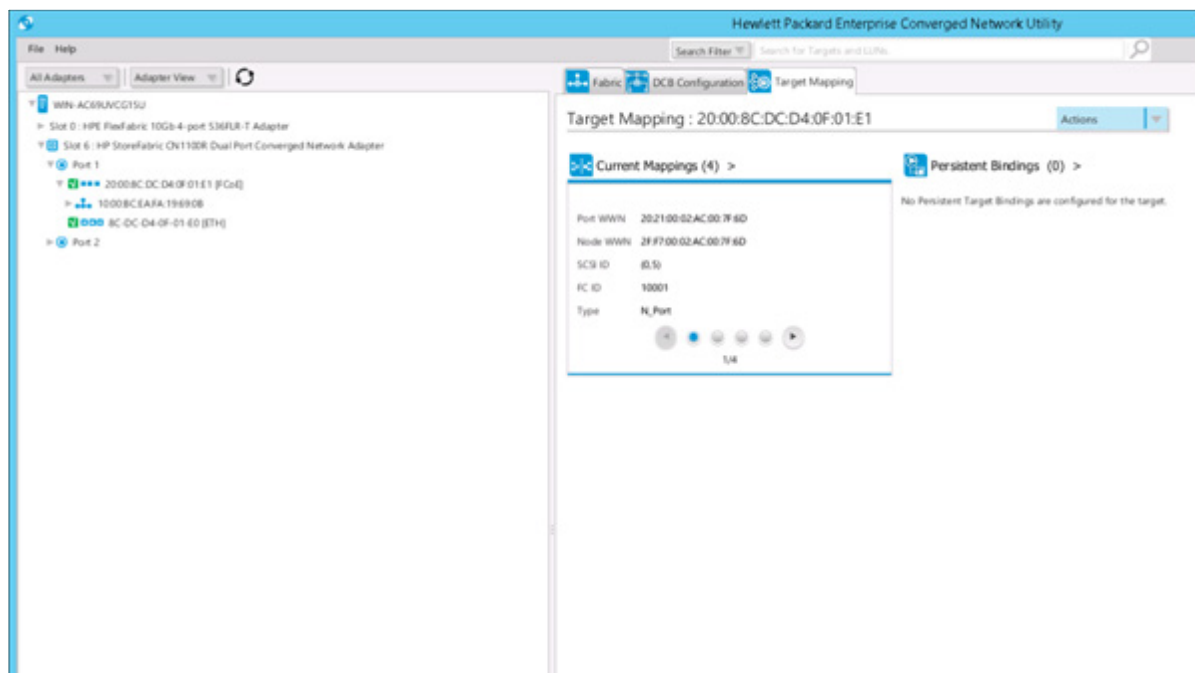 Hewlett Packard Enterprise Converged Network Utility
File Help
Search Filter Search for Targets and LUNs.
All Adapters Adapter View
Fabric DCB Configuration Target Mapping
WIN-AC69UVCG1SU
Slot 0 : HPE FlexFabric 10Gb 4-port 536FLR-T Adapter
Slot 6 : HP StoreFabric CN1100R Dual Port Converged Network Adapter
Port 1
20:00:8C:DC:D4:0F:01:E1 [FCoE]
10:00:8C:EA:FA:19:69:0B
8C-DC-D4-0F-01-E0 [ETH]
Port 2
Target Mapping : 20:00:8C:DC:D4:0F:01:E1
Actions
Current Mappings (4) >
Port WWN 20:21:00:02:AC:00:7F:6D
Node WWN 2F:F7:00:02:AC:00:7F:6D
SCSI ID (0,5)
FC ID 10001
Type N_Port
1/4
Persistent Bindings (0) >
No Persistent Target Bindings are configured for the target.